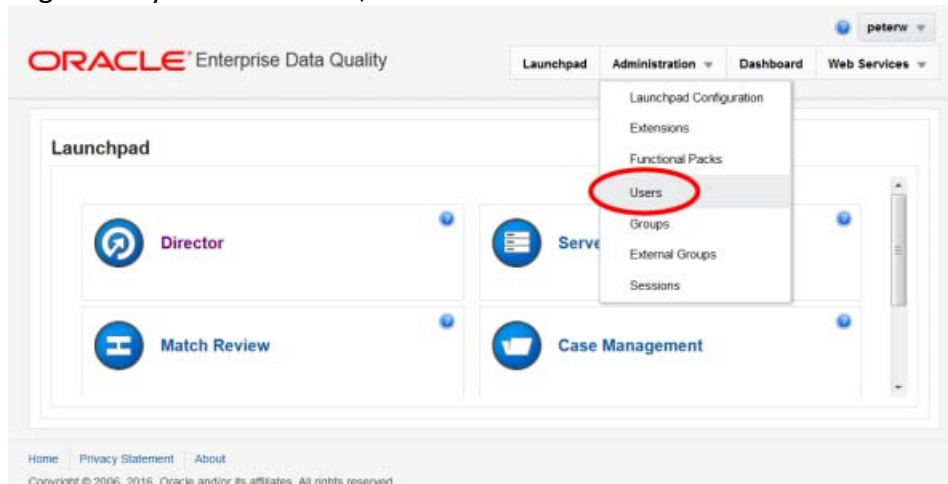 peterw
ORACLE Enterprise Data Quality
Launchpad Administration Dashboard Web Services
Launchpad Configuration
Extensions
Functional Packs
Users
Groups
External Groups
Sessions
Launchpad
Director
Serve
Match Review
Case Management
Home Privacy Statement About
Copyright © 2006, 2016, Oracle and/or its affiliates. All rights reserved.